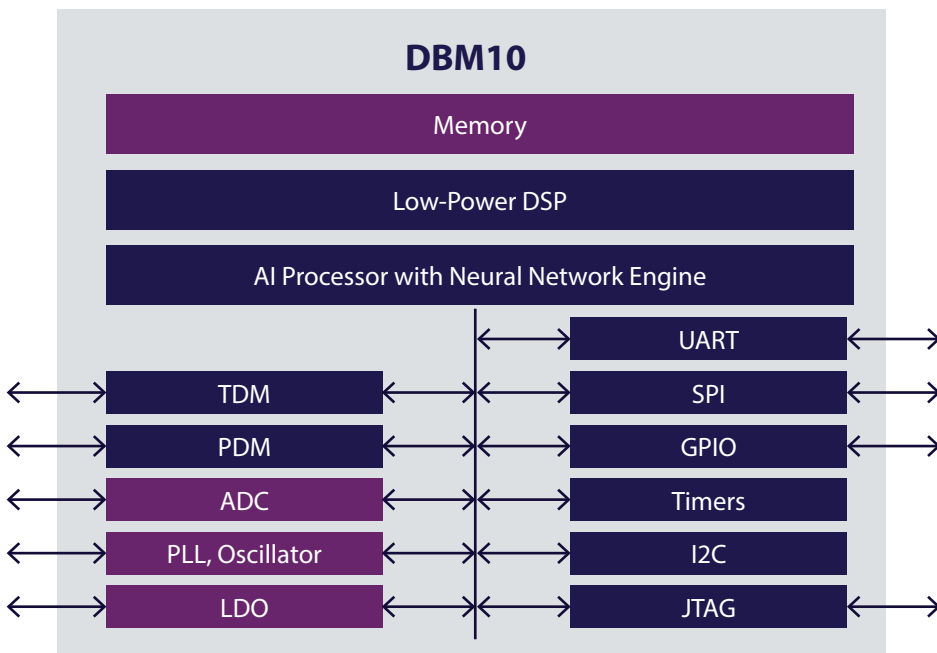 DBM10
Memory
Low-Power DSP
AI Processor with Neural Network Engine
UART
TDM
SPI
PDM
GPIO
ADC
Timers
PLL, Oscillator
I2C
LDO
JTAG